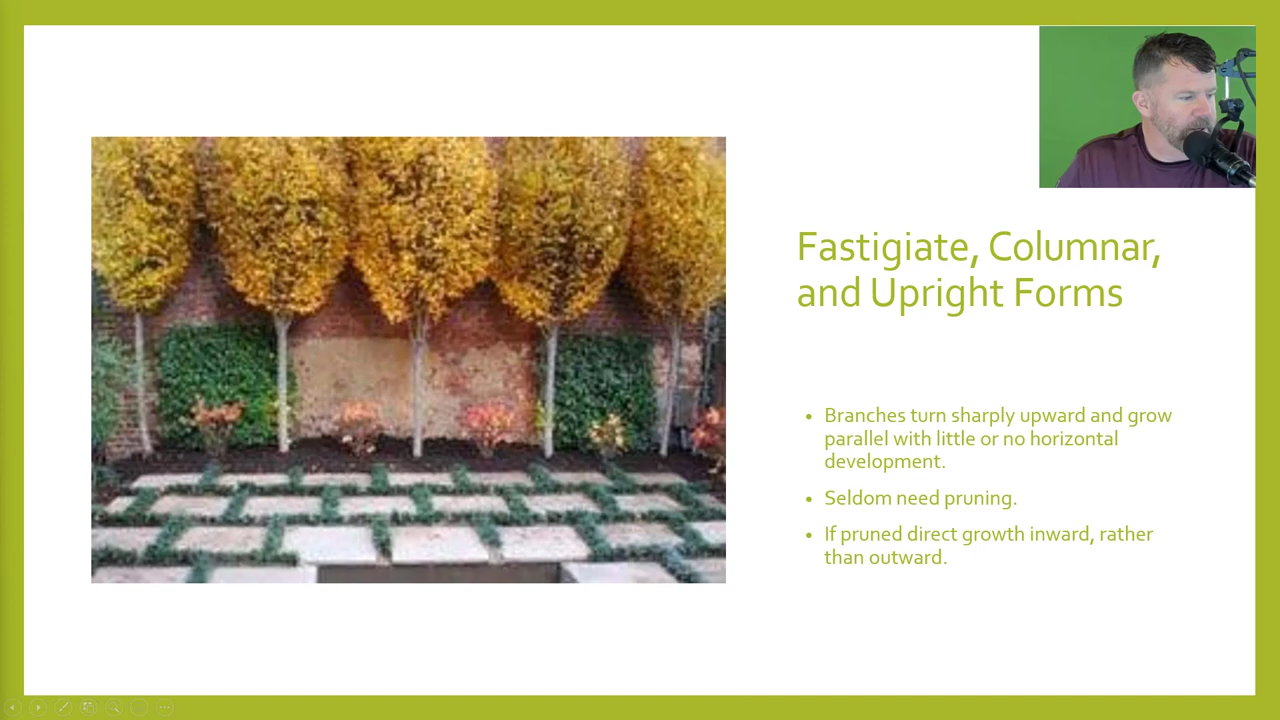 Fastigiate, Columnar,
and Upright Forms
• Branches turn sharply upward and grow
parallel with little or no horizontal
development.
• Seldom need pruning.
• If pruned direct growth inward, rather
than outward.